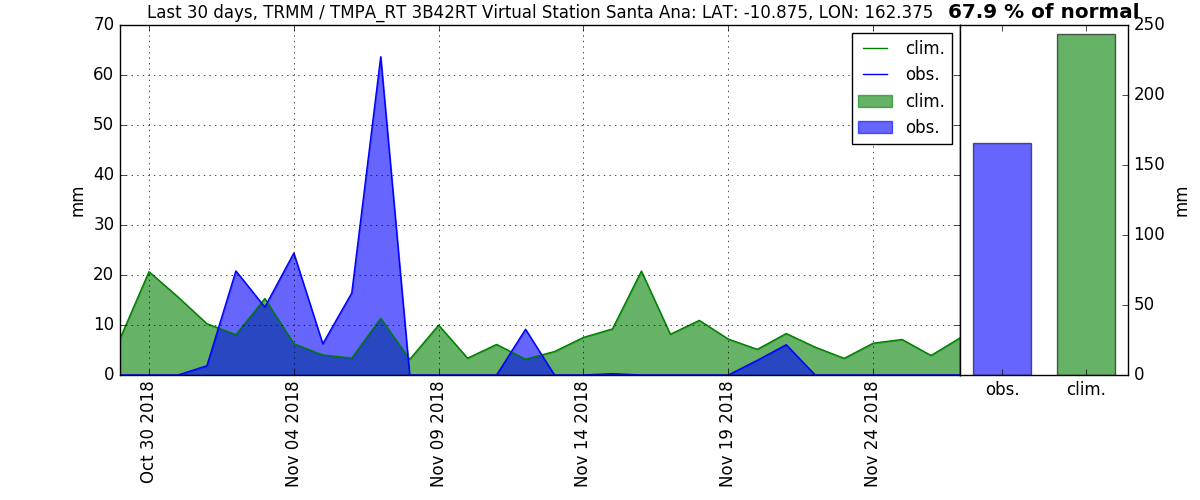 Last 30 days, TRMM / TMPA_RT 3B42RT Virtual Station Santa Ana: LAT: -10.875, LON: 162.375
67.9 % of normal
70
60
50
40
30
20
10
0
mm
clim.
obs.
clim.
obs.
Oct 30 2018
Nov 04 2018
Nov 09 2018
Nov 14 2018
Nov 19 2018
Nov 24 2018
250
200
150
100
50
0
mm
obs.
clim.